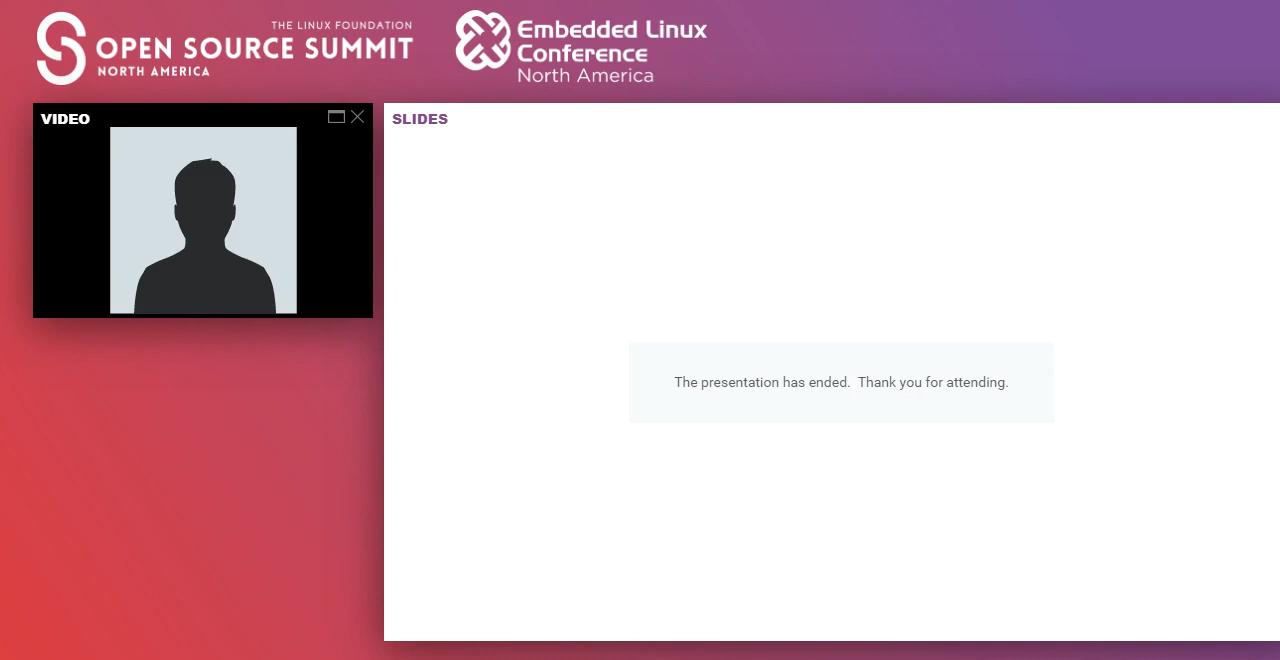 THE LINUX FOUNDATION
OPEN SOURCE SUMMIT
NORTH AMERICA
Embedded Linux
Conference
North America
VIDEO
SLIDES
The presentation has ended.  Thank you for attending.